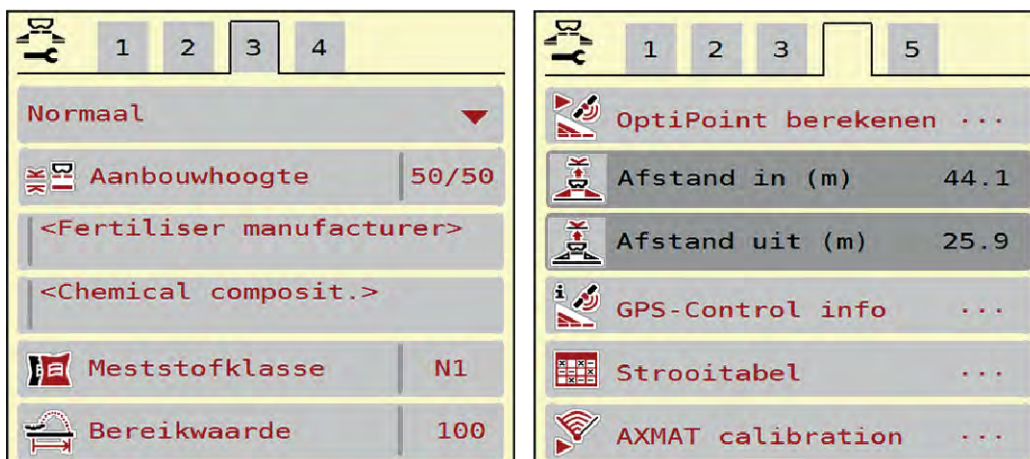 1 2 3 4
Normaal
Aanbouwhoogte 50/50
<Fertiliser manufacturer>
<Chemical composit.>
Meststofklasse N1
Bereikwaarde 100
1 2 3 5
OptiPoint berekenen ...
Afstand in (m) 44.1
Afstand uit (m) 25.9
GPS-Control info ...
Strooitabel ...
AXMAT calibration ...